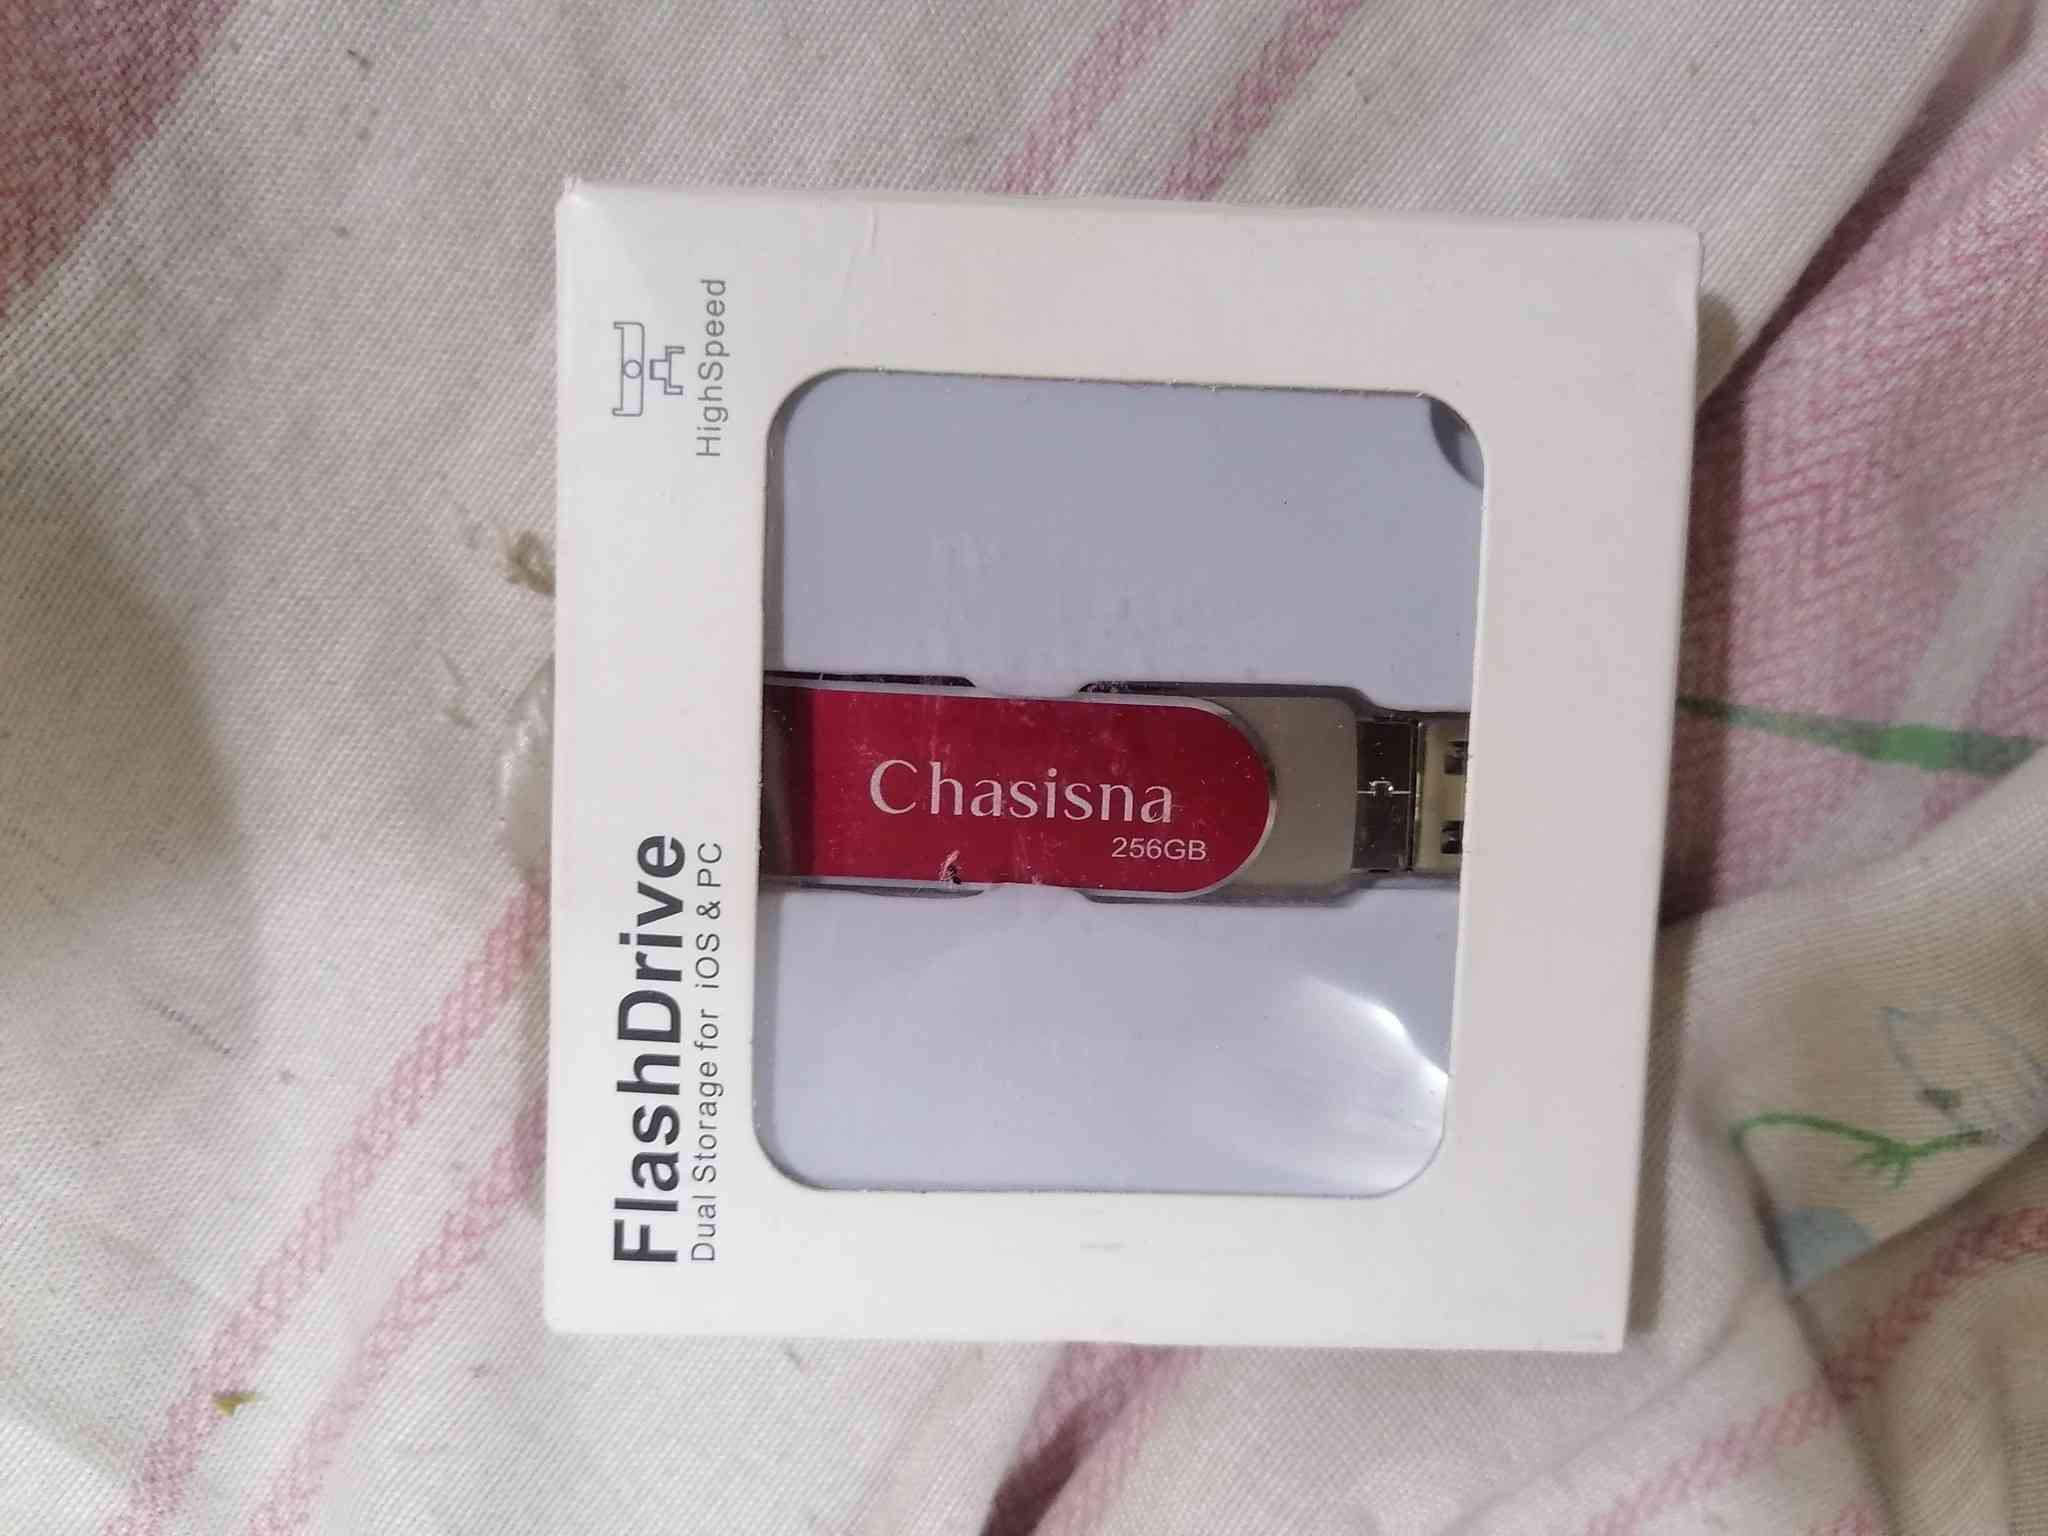 FlashDrive
Dual Storage for iOS & PC
HighSpeed
Chasisna
256GB